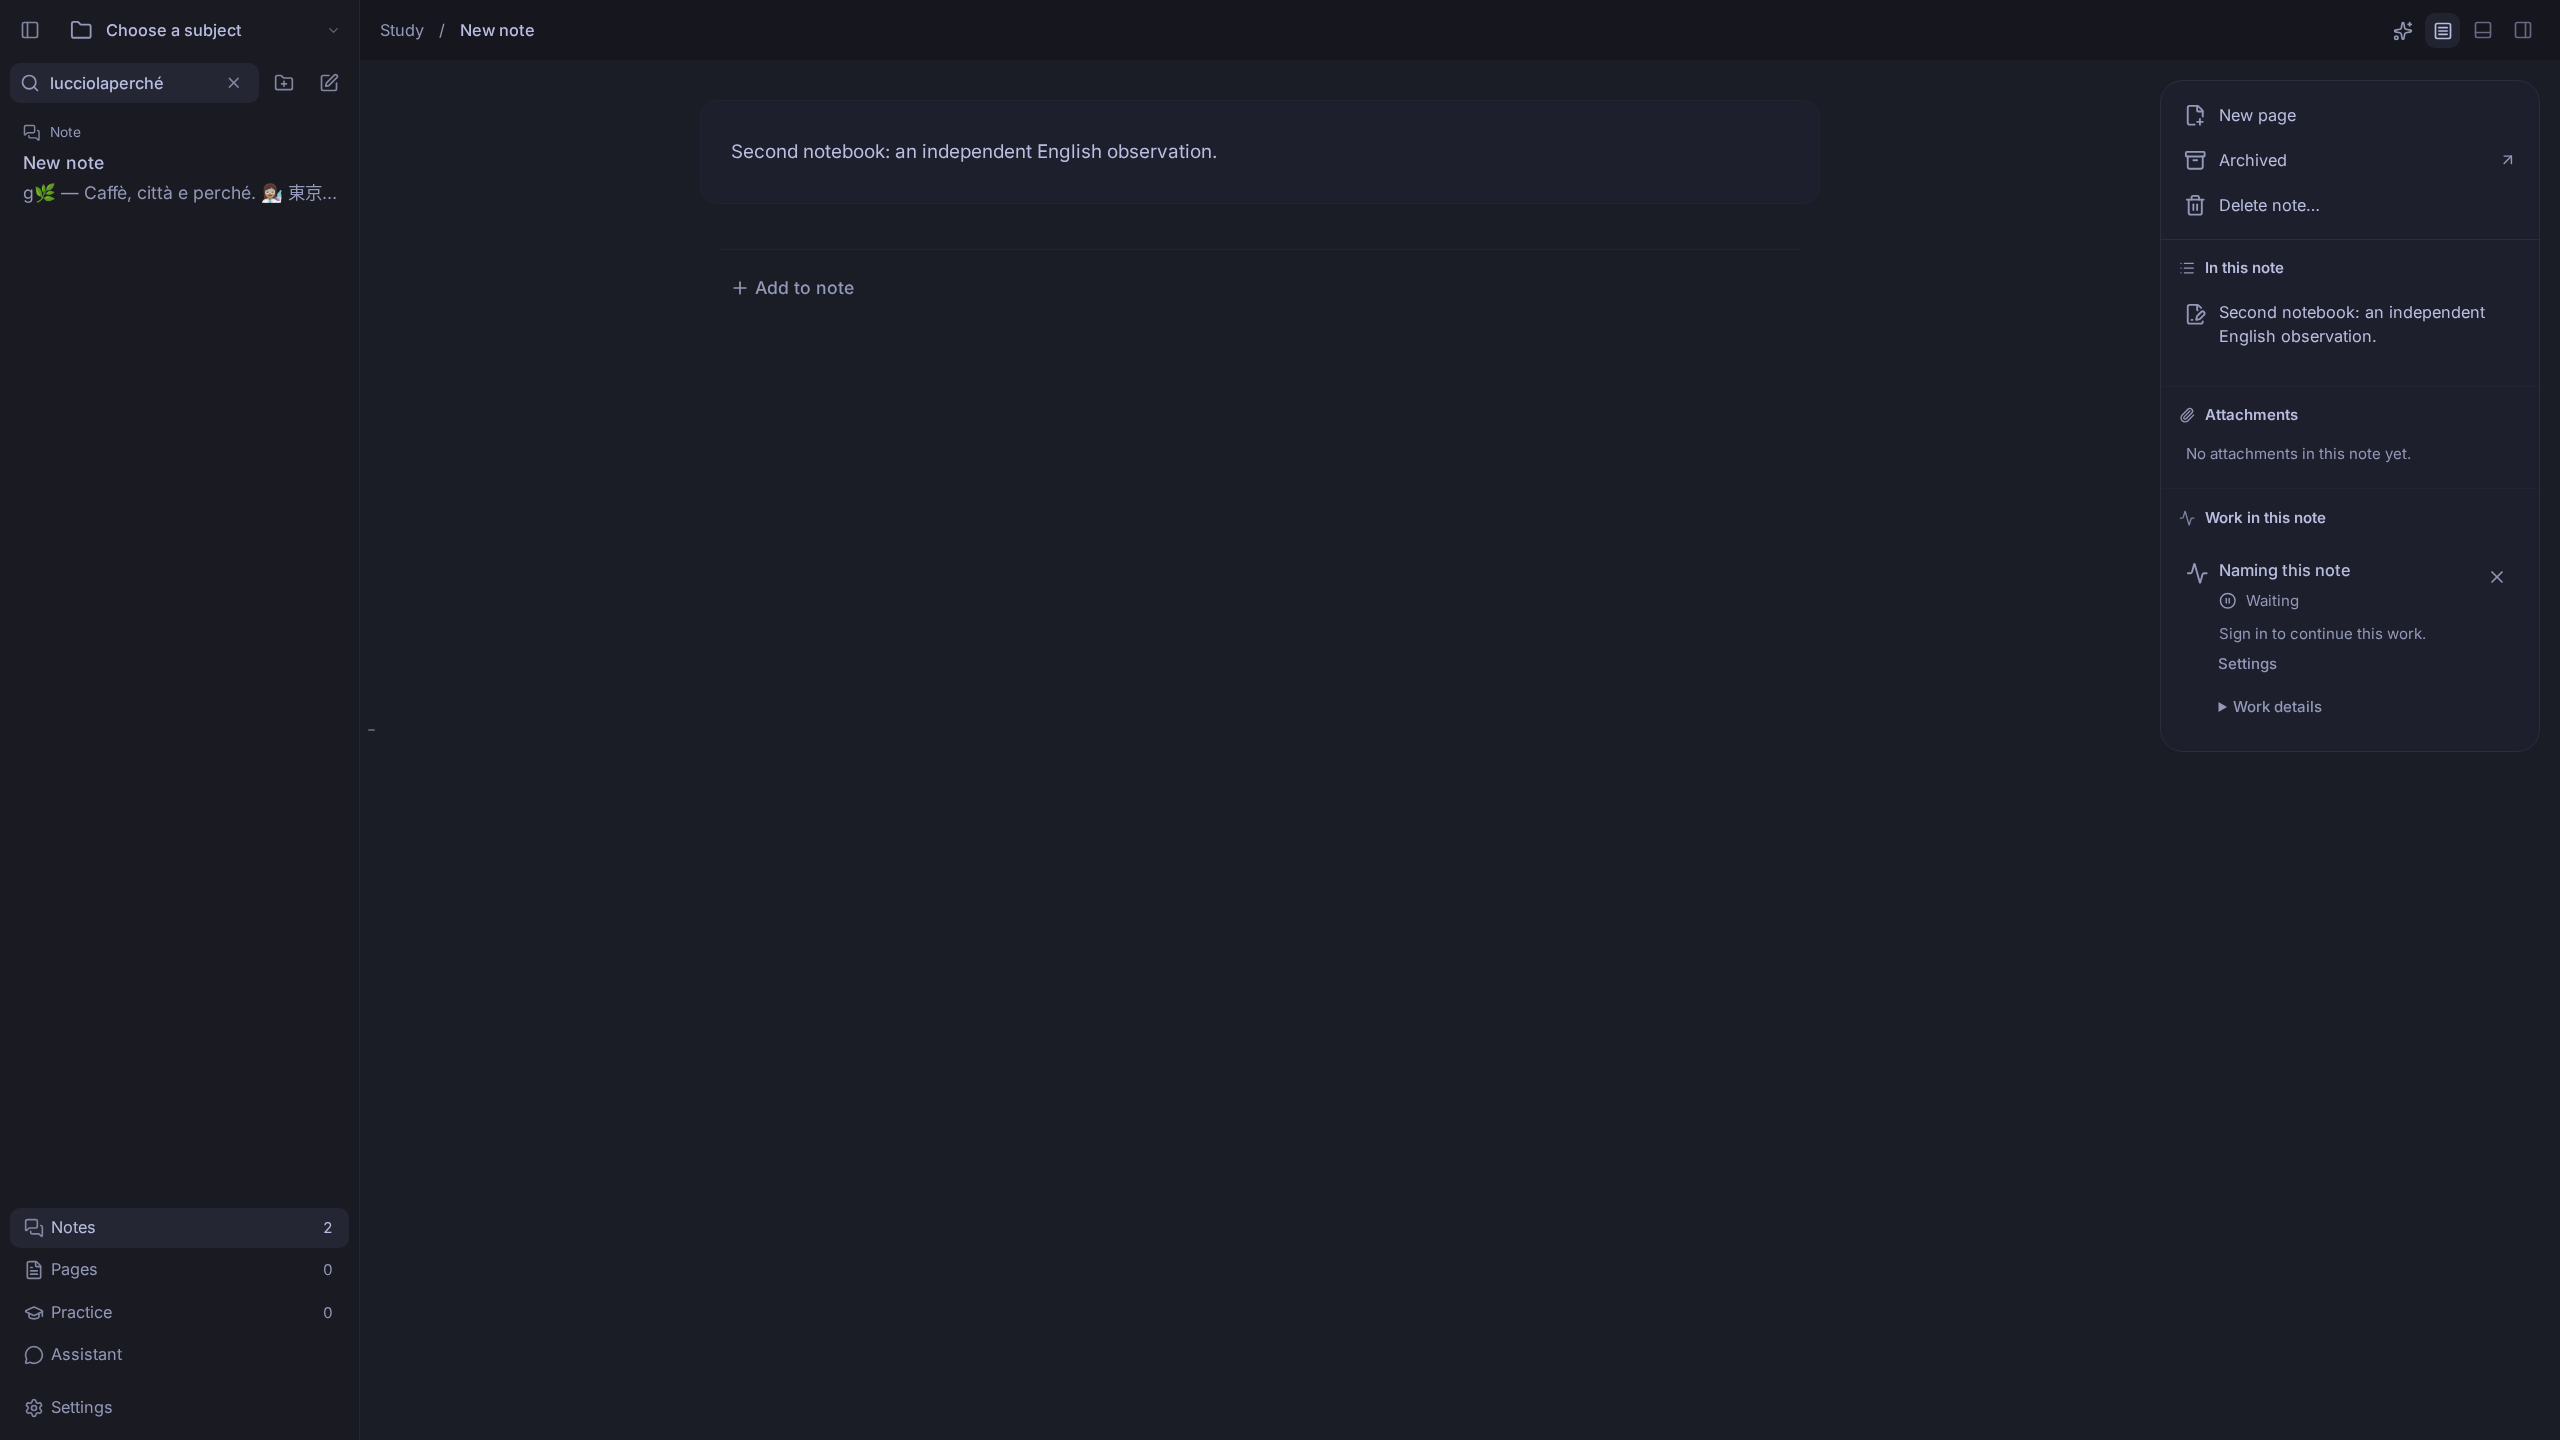 Choose a subject
Study / New note
lucciolaperché
Note
New note
g🌿 — Caffè, città e perché. 👩🏼‍🔬 東京...
Second notebook: an independent English observation.
Add to note
New page
Archived
Delete note...
In this note
Second notebook: an independent
English observation.
Attachments
No attachments in this note yet.
Work in this note
Naming this note
Waiting
Sign in to continue this work.
Settings
Work details
Notes 2
Pages 0
Practice 0
Assistant
Settings